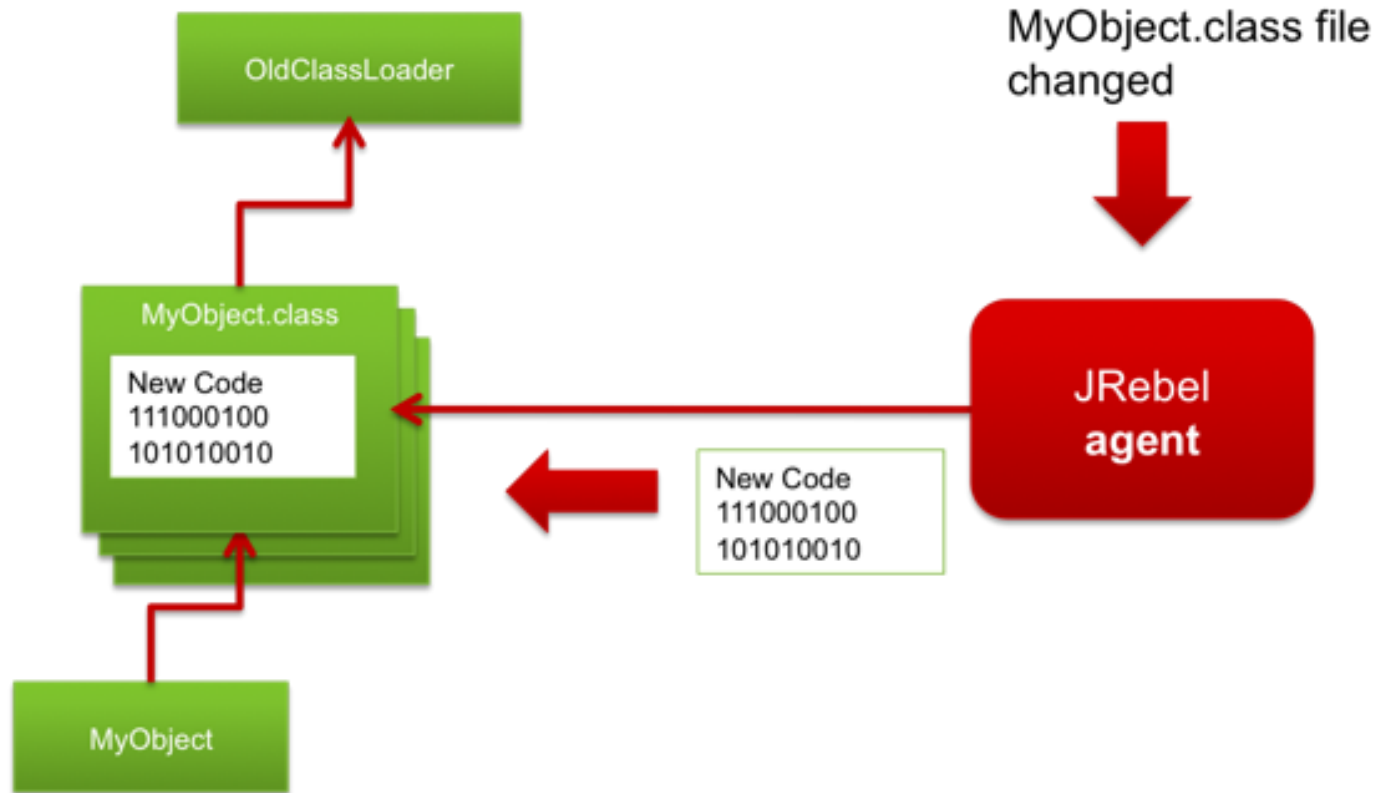 OldClassLoader
MyObject.class file
changed
MyObject.class
New Code
111000100
101010010
JRebel
agent
New Code
111000100
101010010
MyObject